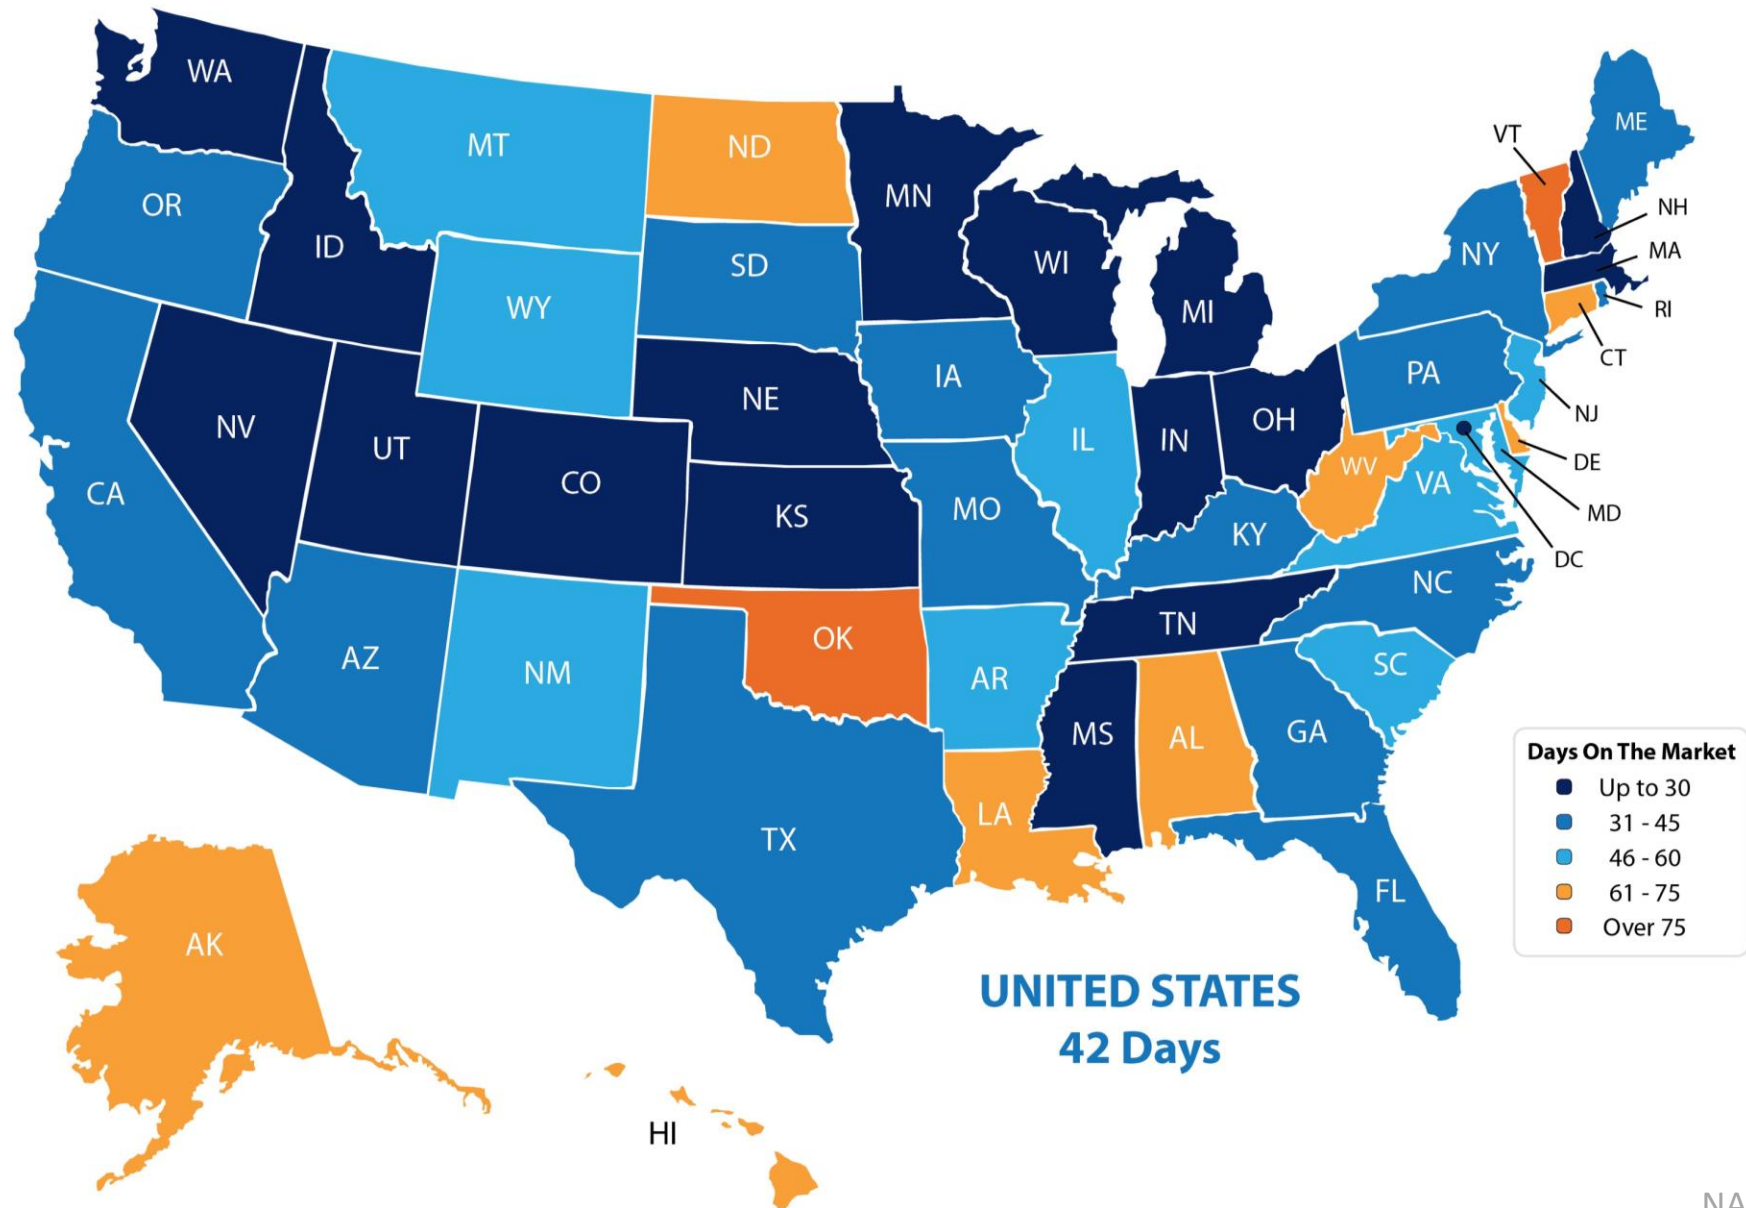 WA
MT
ND
MN
VT
ME
OR
ID
WY
SD
WI
MI
NY
NH
MA
RI
CT
NV
UT
CO
NE
IA
IL
IN
OH
PA
NJ
DE
MD
DC
CA
KS
MO
KY
WV
VA
NC
AZ
NM
OK
AR
TN
SC
TX
LA
MS
AL
GA
FL
AK
HI
Days On The Market
Up to 30
31 - 45
46 - 60
61 - 75
Over 75
UNITED STATES
42 Days